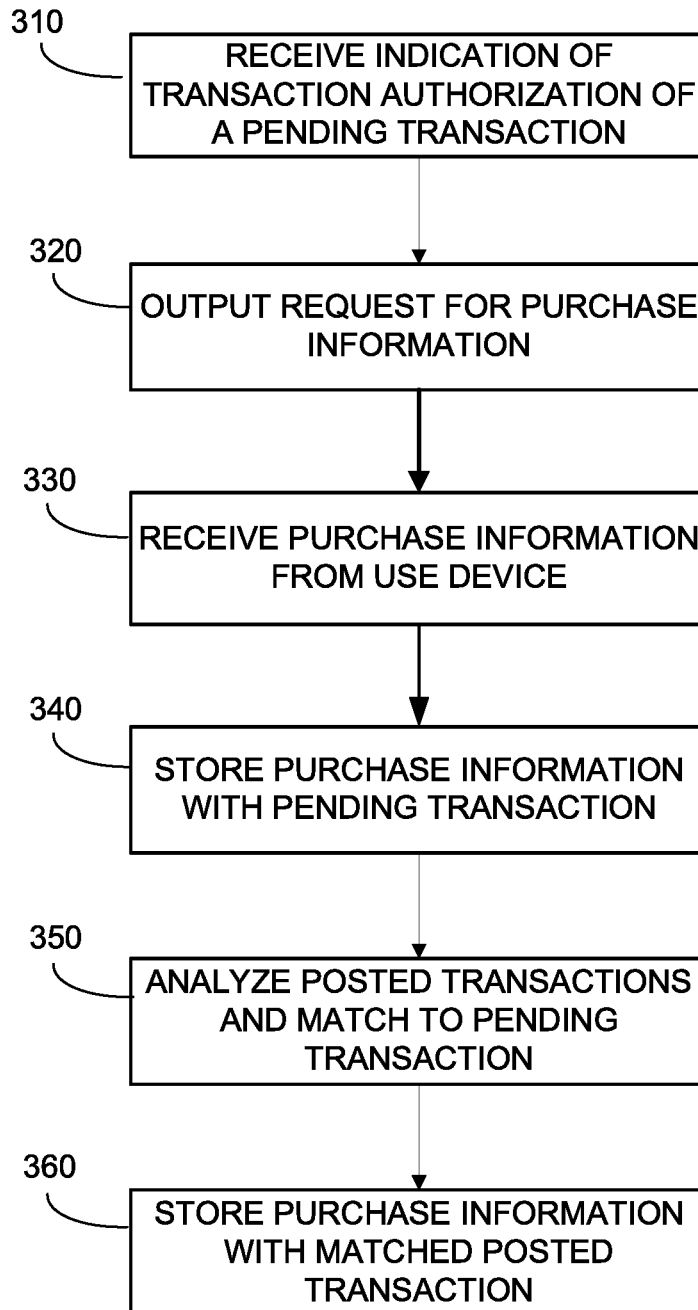 310
RECEIVE INDICATION OF
TRANSACTION AUTHORIZATION OF
A PENDING TRANSACTION
320
OUTPUT REQUEST FOR PURCHASE
INFORMATION
330
RECEIVE PURCHASE INFORMATION
FROM USE DEVICE
340
STORE PURCHASE INFORMATION
WITH PENDING TRANSACTION
350
ANALYZE POSTED TRANSACTIONS
AND MATCH TO PENDING
TRANSACTION
360
STORE PURCHASE INFORMATION
WITH MATCHED POSTED
TRANSACTION